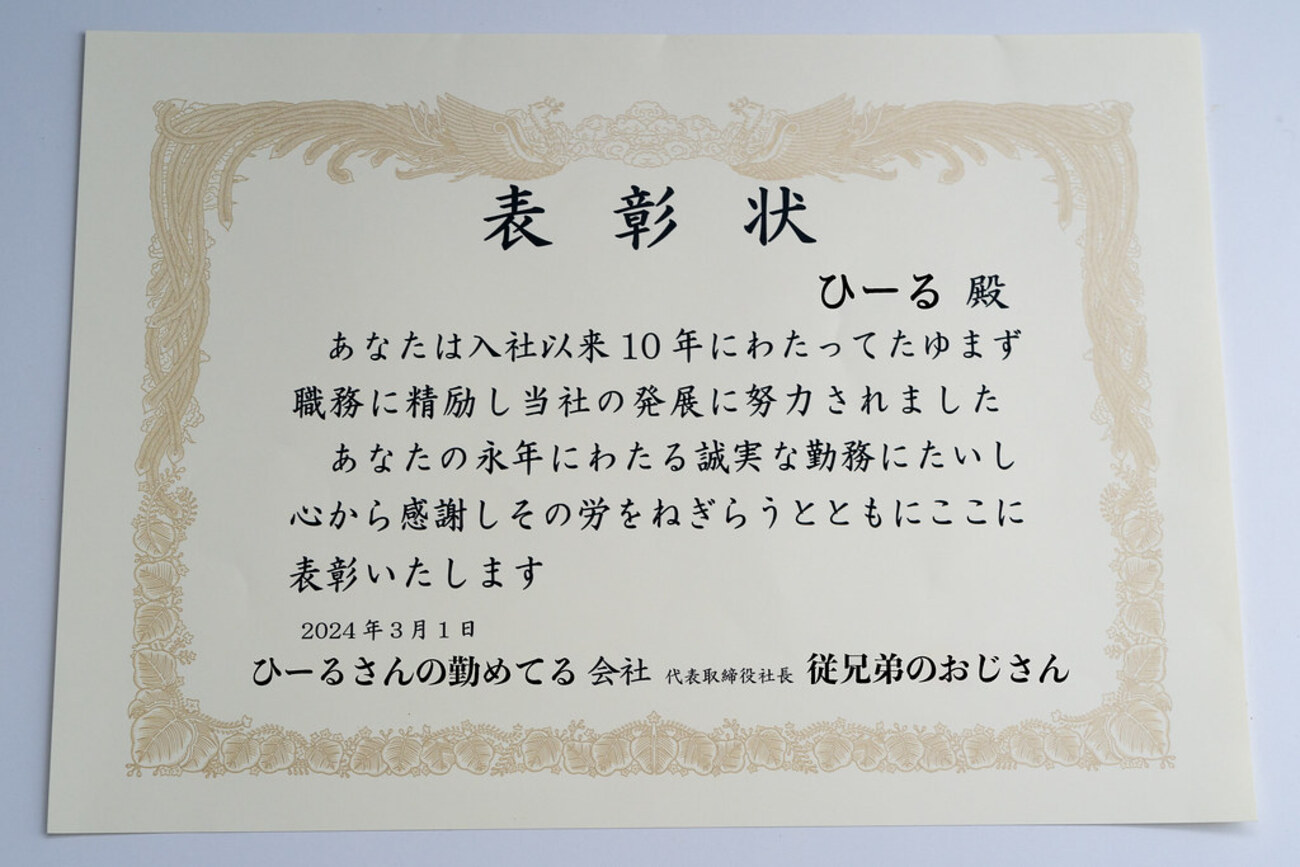 表彰状
ひーる 殿
あなたは入社以来10年にわたってたゆまず
職務に精励し当社の発展に努力されました
あなたの永年にわたる誠実な勤務にたいし
心から感謝しその労をねぎらうとともにここに
表彰いたします
2024年3月1日
ひーるさんの勤めてる会社 代表取締役社長 従兄弟のおじさん